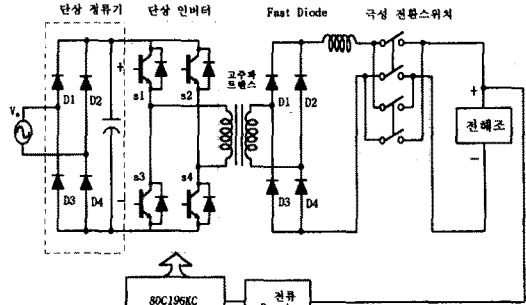 단상 정류기
단상 인버터
Fast Diode
극성 전환스위치
D1
D2
s1
s2
고주파
트랜스
D1
D2
+
+
전해조
−
D3
D4
−
s3
s4
D3
D4
80C196KC
전류